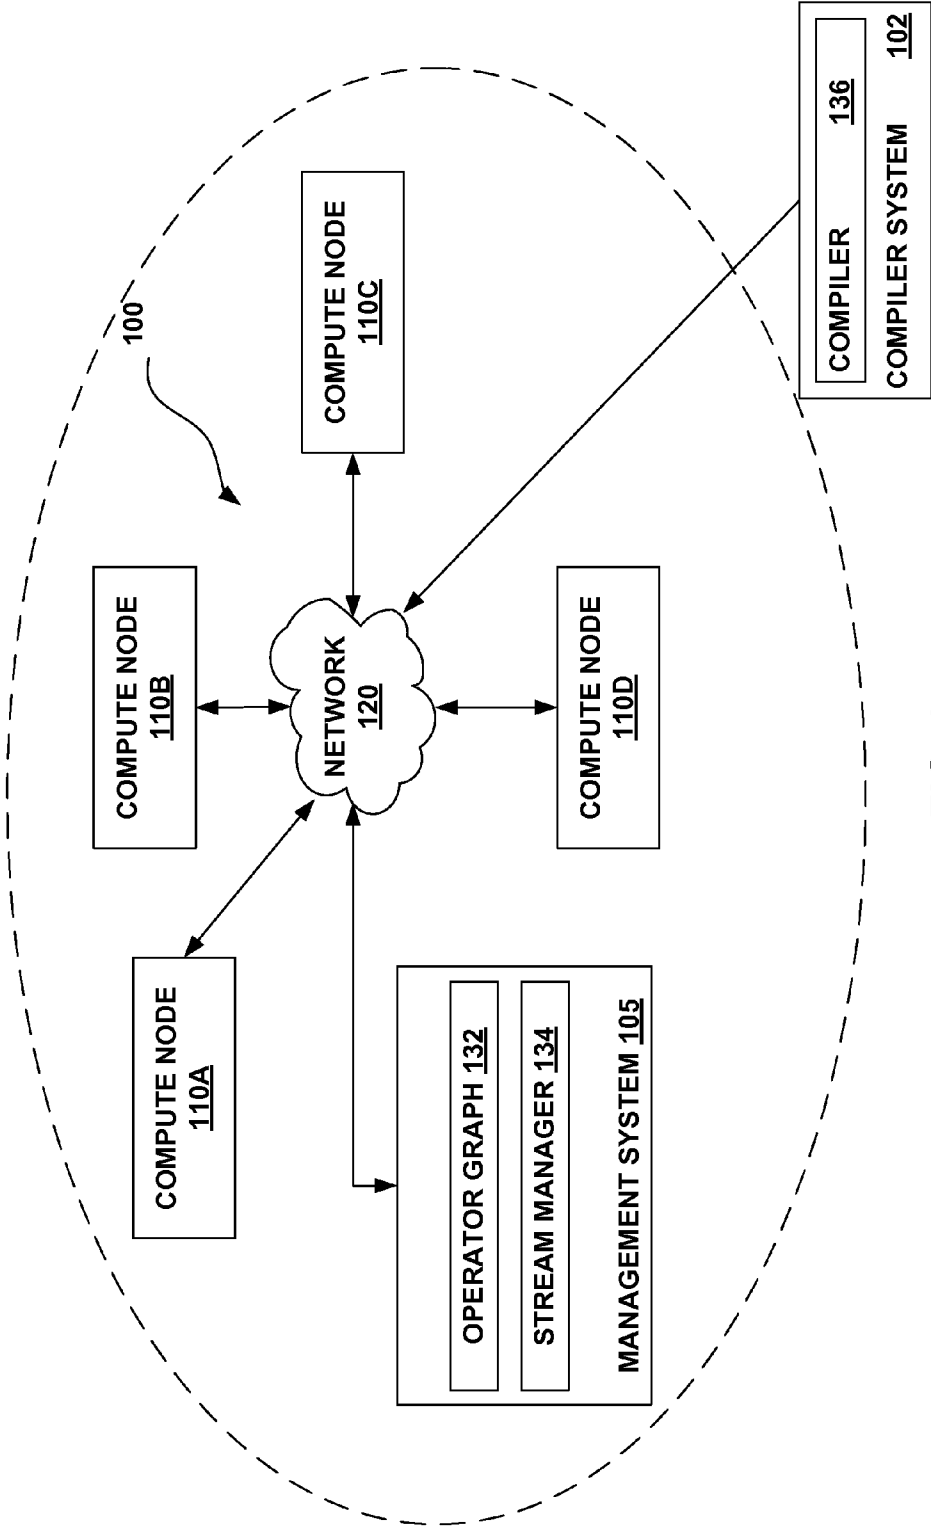 100
COMPUTE NODE
110A
COMPUTE NODE
110B
COMPUTE NODE
110C
NETWORK
120
COMPUTE NODE
110D
OPERATOR GRAPH 132
STREAM MANAGER 134
MANAGEMENT SYSTEM 105
COMPILER 136
COMPILER SYSTEM 102